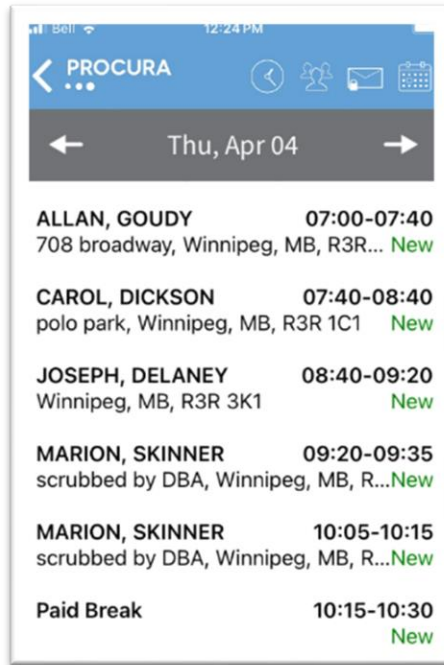 Bell 12:24 PM
PROCURA
Thu, Apr 04
ALLAN, GOUDY 07:00-07:40
708 broadway, Winnipeg, MB, R3R... New
CAROL, DICKSON 07:40-08:40
polo park, Winnipeg, MB, R3R 1C1 New
JOSEPH, DELANEY 08:40-09:20
Winnipeg, MB, R3R 3K1 New
MARION, SKINNER 09:20-09:35
scrubbed by DBA, Winnipeg, MB, R...New
MARION, SKINNER 10:05-10:15
scrubbed by DBA, Winnipeg, MB, R...New
Paid Break 10:15-10:30
New